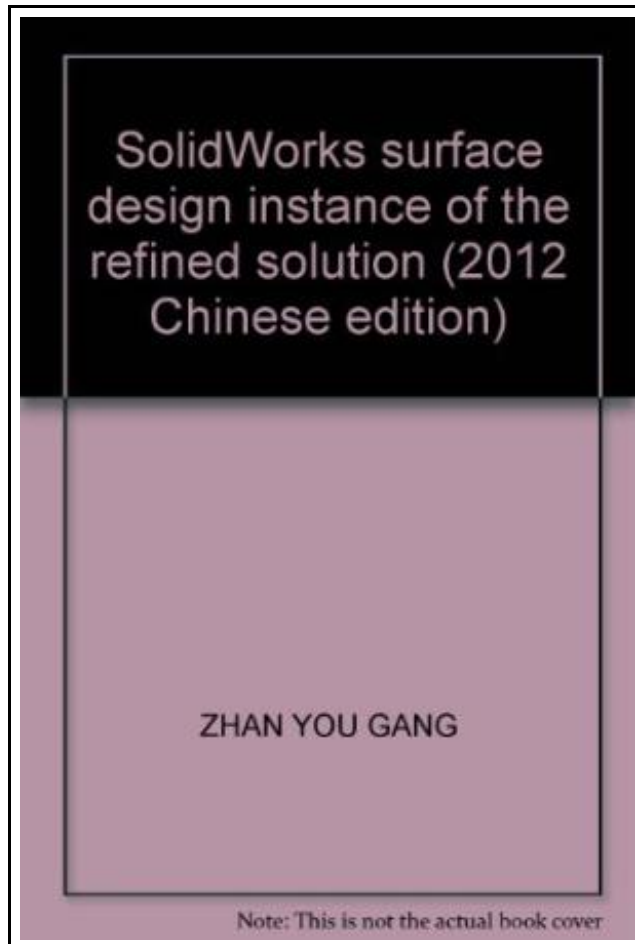 SolidWorks surface
design instance of the
refined solution (2012
Chinese edition)
ZHAN YOU GANG
Note: This is not the actual book cover